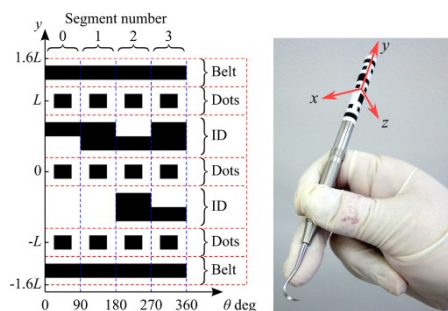 y
Segment number
0 1 2 3
1.6L
Belt
L
Dots
ID
0
Dots
ID
-L
Dots
Belt
-1.6L
0 90 180 270 360 θ deg
y
x
z